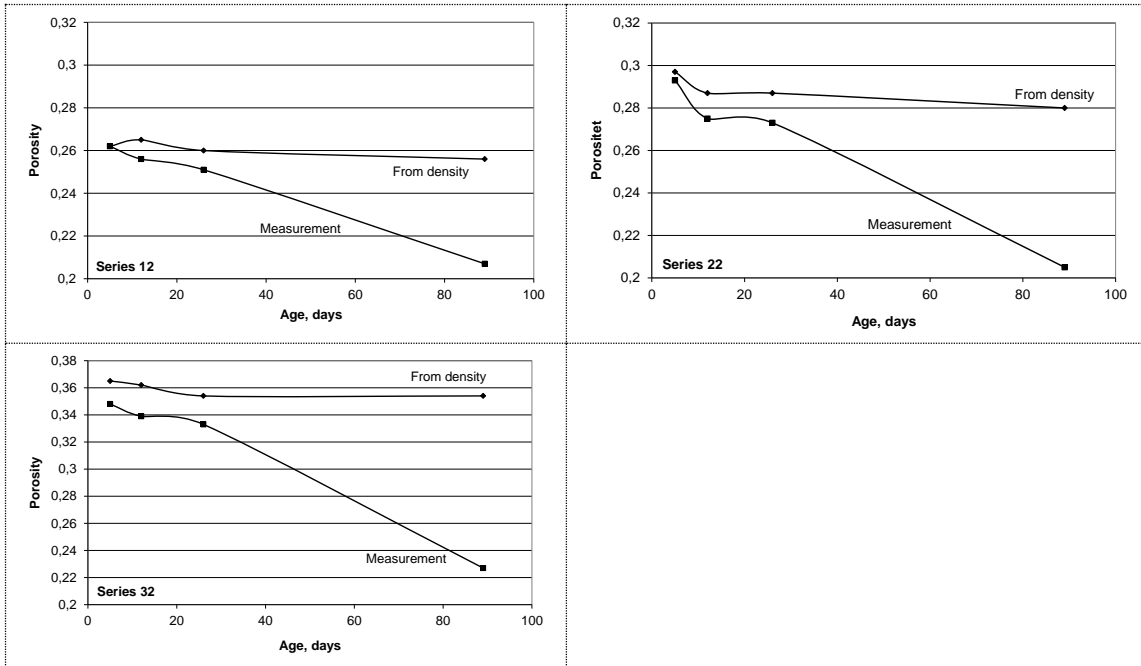 0,32
0,3
0,28
0,26
0,24
0,22
0,2
Porosity
From density
Measurement
Series 12
0 20 40 60 80 100
Age, days
0,32
0,3
0,28
0,26
0,24
0,22
0,2
Porositet
From density
Measurement
Series 22
0 20 40 60 80 100
Age, days
0,38
0,36
0,34
0,32
0,3
0,28
0,26
0,24
0,22
0,2
Porosity
From density
Measurement
Series 32
0 20 40 60 80 100
Age, days